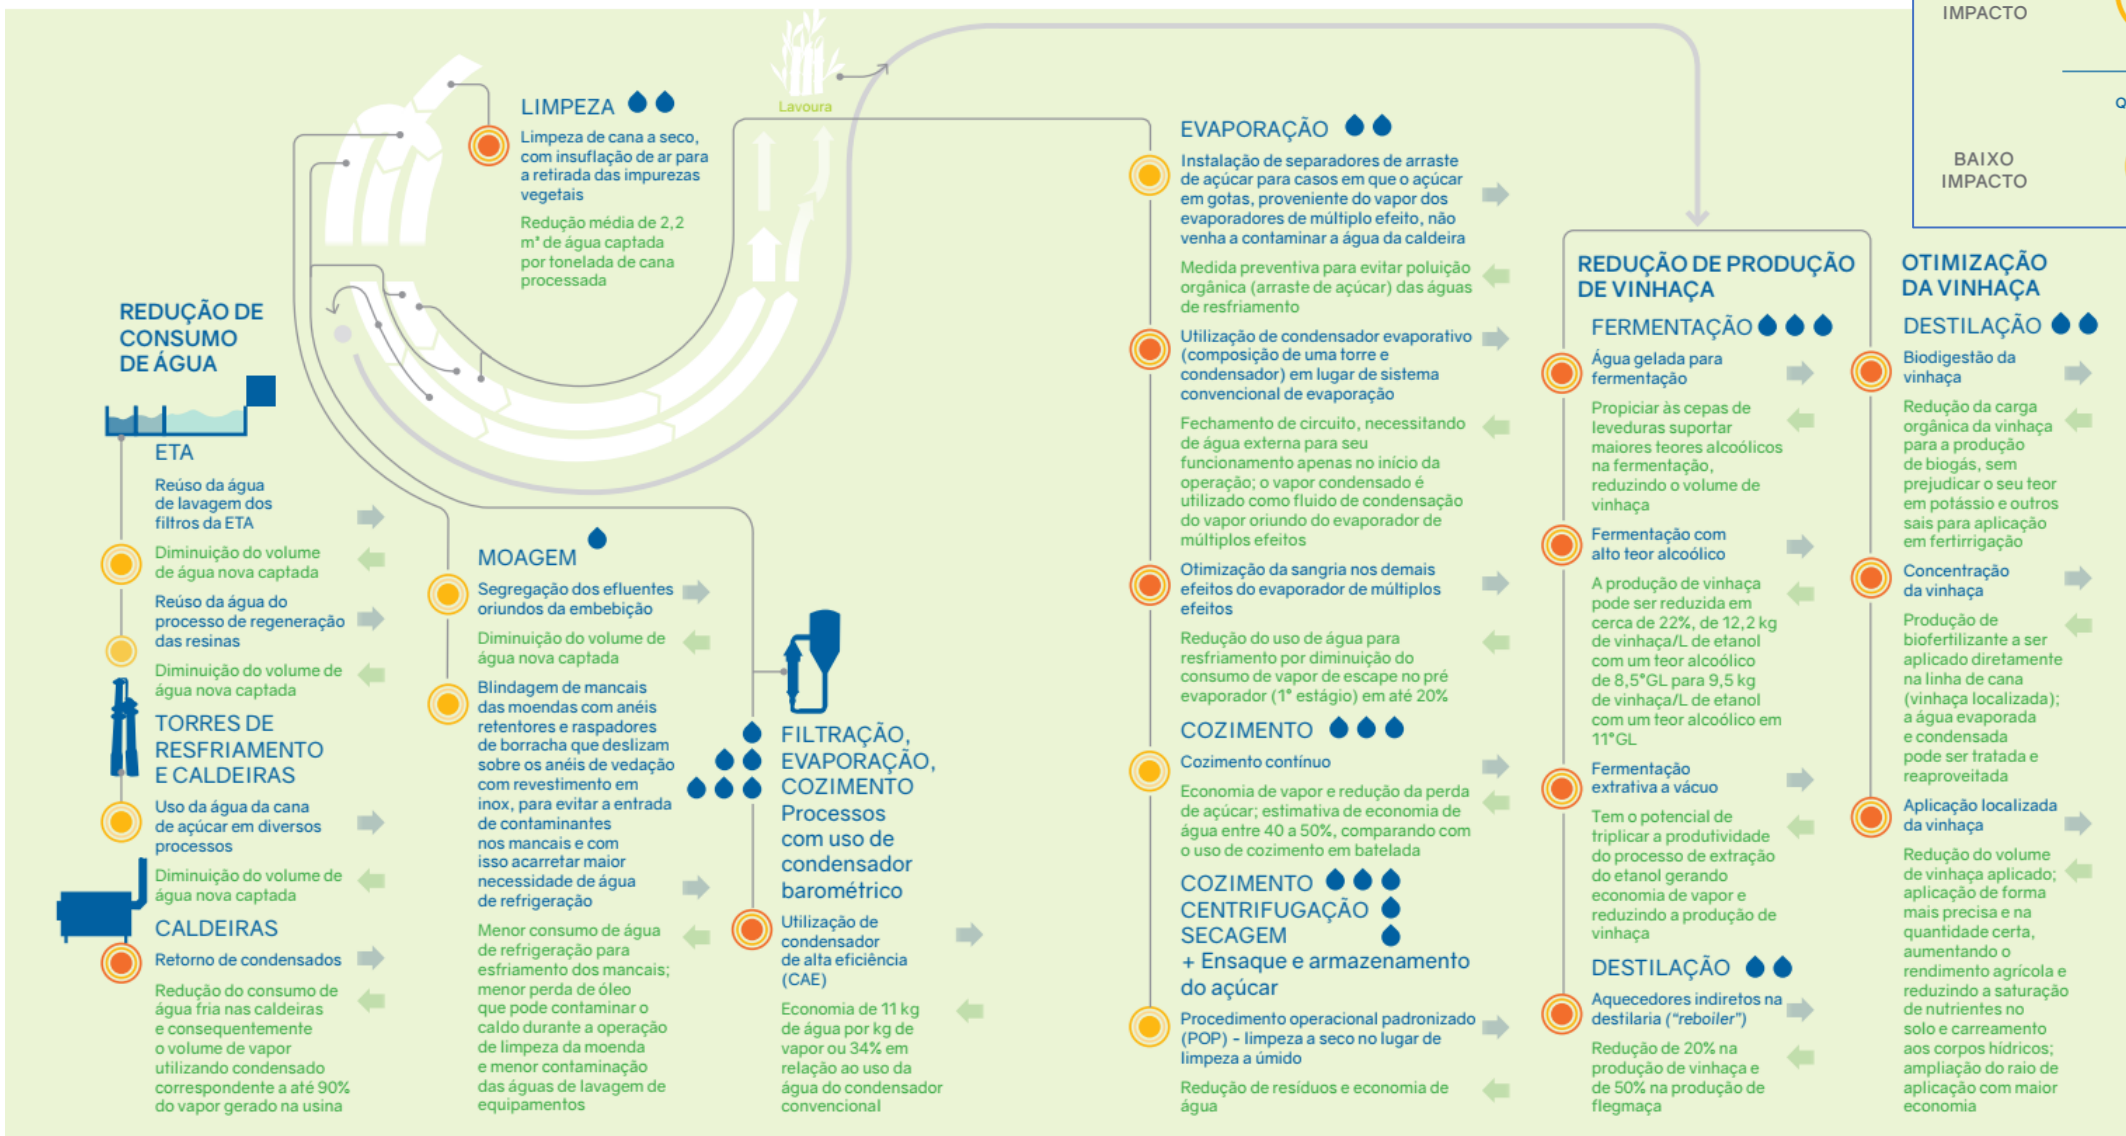 IMPACTO
BAIXO
IMPACTO
Lavoura
LIMPEZA
Limpeza de cana a seco,
com insuflação de ar para
a retirada das impurezas
vegetais
Redução média de 2,2
m³ de água captada
por tonelada de cana
processada
REDUÇÃO DE
CONSUMO
DE ÁGUA
ETA
Reúso da água
de lavagem dos
filtros da ETA
Diminuição do volume
de água nova captada
Reúso da água do
processo de regeneração
das resinas
Diminuição do volume de
água nova captada
TORRES DE
RESFRIAMENTO
E CALDEIRAS
Uso da água da cana
de açúcar em diversos
processos
Diminuição do volume de
água nova captada
CALDEIRAS
Retorno de condensados
Redução do consumo de
água fria nas caldeiras
e consequentemente
o volume de vapor
utilizando condensado
correspondente a até 90%
do vapor gerado na usina
MOAGEM
Segregação dos efluentes
oriundos da embebição
Diminuição do volume de
água nova captada
Blindagem de mancais
das moendas com anéis
retentores e raspadores
de borracha que deslizam
sobre os anéis de vedação
com revestimento em
inox, para evitar a entrada
de contaminantes
nos mancais e com
isso acarretar maior
necessidade de água
de refrigeração
Menor consumo de água
de refrigeração para
esfriamento dos mancais;
menor perda de óleo
que pode contaminar o
caldo durante a operação
de limpeza da moenda
e menor contaminação
das águas de lavagem de
equipamentos
FILTRAÇÃO,
EVAPORAÇÃO,
COZIMENTO
Processos
com uso de
condensador
barométrico
Utilização de
condensador
de alta eficiência
(CAE)
Economia de 11 kg
de água por kg de
vapor ou 34% em
relação ao uso da
água do condensador
convencional
EVAPORAÇÃO
Instalação de separadores de arraste
de açúcar para casos em que o açúcar
em gotas, proveniente do vapor dos
evaporadores de múltiplo efeito, não
venha a contaminar a água da caldeira
Medida preventiva para evitar poluição
orgânica (arraste de açúcar) das águas
de resfriamento
Utilização de condensador evaporativo
(composição de uma torre e
condensador) em lugar de sistema
convencional de evaporação
Fechamento de circuito, necessitando
de água externa para seu
funcionamento apenas no início da
operação; o vapor condensado é
utilizado como fluido de condensação
do vapor oriundo do evaporador de
múltiplos efeitos
Otimização da sangria nos demais
efeitos do evaporador de múltiplos
efeitos
Redução do uso de água para
resfriamento por diminuição do
consumo de vapor de escape no pré
evaporador (1° estágio) em até 20%
COZIMENTO
Cozimento contínuo
Economia de vapor e redução da perda
de açúcar; estimativa de economia de
água entre 40 a 50%, comparando com
o uso de cozimento em batelada
COZIMENTO
CENTRIFUGAÇÃO
SECAGEM
+ Ensaque e armazenamento
do açúcar
Procedimento operacional padronizado
(POP) - limpeza a seco no lugar de
limpeza a úmido
Redução de resíduos e economia de
água
REDUÇÃO DE PRODUÇÃO
DE VINHAÇA
FERMENTAÇÃO
Água gelada para
fermentação
Propiciar às cepas de
leveduras suportar
maiores teores alcoólicos
na fermentação,
reduzindo o volume de
vinhaça
Fermentação com
alto teor alcoólico
A produção de vinhaça
pode ser reduzida em
cerca de 22%, de 12,2 kg
de vinhaça/L de etanol
com um teor alcoólico
de 8,5°GL para 9,5 kg
de vinhaça/L de etanol
com um teor alcoólico em
11°GL
Fermentação
extrativa a vácuo
Tem o potencial de
triplicar a produtividade
do processo de extração
do etanol gerando
economia de vapor e
reduzindo a produção de
vinhaça
DESTILAÇÃO
Aquecedores indiretos na
destilaria (“reboiler”)
Redução de 20% na
produção de vinhaça e
de 50% na produção de
flegmaça
OTIMIZAÇÃO
DA VINHAÇA
DESTILAÇÃO
Biodigestão da
vinhaça
Redução da carga
orgânica da vinhaça
para a produção
de biogás, sem
prejudicar o seu teor
em potássio e outros
sais para aplicação
em fertirrigação
Concentração
da vinhaça
Produção de
biofertilizante a ser
aplicado diretamente
na linha de cana
(vinhaça localizada);
a água evaporada
e condensada
pode ser tratada e
reaproveitada
Aplicação localizada
da vinhaça
Redução do volume
de vinhaça aplicado;
aplicação de forma
mais precisa e na
quantidade certa,
aumentando o
rendimento agrícola e
reduzindo a saturação
de nutrientes no
solo e carreamento
aos corpos hídricos;
ampliação do raio de
aplicação com maior
economia